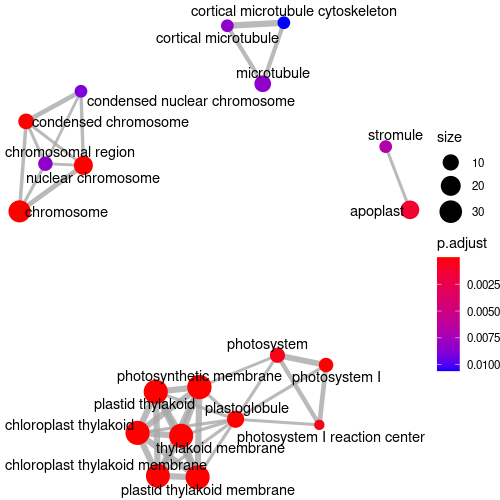 cortical microtubule cytoskeleton
cortical microtubule
microtubule
condensed nuclear chromosome
condensed chromosome
chromosomal region
nuclear chromosome
chromosome
stromule
apoplast
size
10
20
30
p.adjust
0.0025
0.0050
0.0075
0.0100
photosystem
photosynthetic membrane
photosystem I
plastid thylakoid
plastoglobule
chloroplast thylakoid
photosystem I reaction center
thylakoid membrane
chloroplast thylakoid membrane
plastid thylakoid membrane